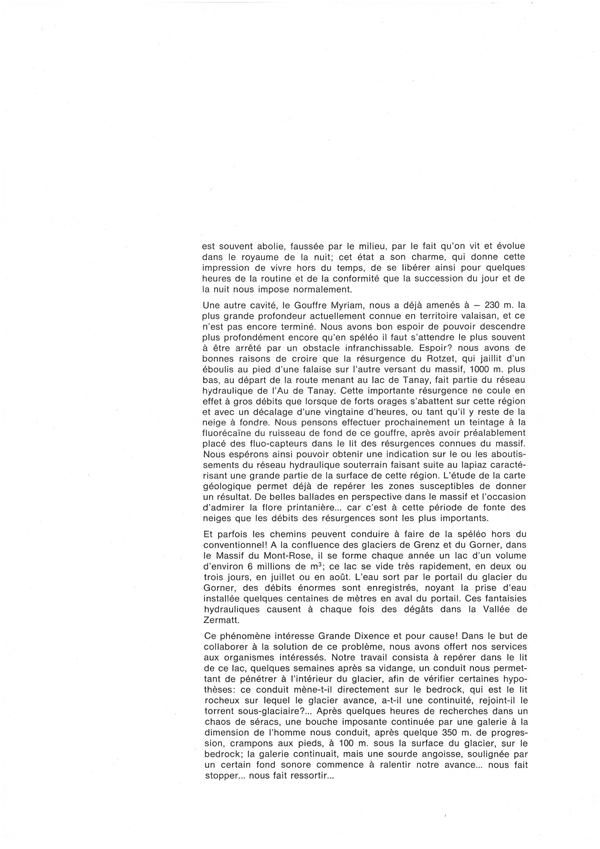 est souvent abolie, faussée par le milieu, par le fait qu'on vit et évolue
dans le royaume de la nuit; cet état a son charme, qui donne cette
impression de vivre hors du temps, de se libérer ainsi pour quelques
heures de la routine et de la conformité que la succession du jour et de
la nuit nous impose normalement.
Une autre cavité, le Gouffre Myriam, nous a déjà amenés à — 230 m. la
plus grande profondeur actuellement connue en territoire valaisan, et ce
n'est pas encore terminé. Nous avons bon espoir de pouvoir descendre
plus profondément encore qu'en spéléo il faut s'attendre le plus souvent
à être arrêté par un obstacle infranchissable. Espoir? nous avons de
bonnes raisons de croire que la résurgence du Rotzet, qui jaillit d'un
éboulis au pied d'une falaise sur l'autre versant du massif, 1000 m. plus
bas, au départ de la route menant au lac de Tanay, fait partie du réseau
hydraulique de l'Au de Tanay. Cette importante résurgence ne coule en
effet à gros débits que lorsque de forts orages s'abattent sur cette région
et avec un décalage d'une vingtaine d'heures, ou tant qu'il y reste de la
neige à fondre. Nous pensons effectuer prochainement un teintage à la
fluorécaïne du ruisseau de fond de ce gouffre, après avoir préalablement
placé des fluo-capteurs dans le lit des résurgences connues du massif.
Nous espérons ainsi pouvoir obtenir une indication sur le ou les aboutis-
sements du réseau hydraulique souterrain faisant suite au lapiaz caracté-
risant une grande partie de la surface de cette région. L'étude de la carte
géologique permet déjà de repérer les zones susceptibles de donner
un résultat. De belles ballades en perspective dans le massif et l'occasion
d'admirer la flore printanière... car c'est à cette période de fonte des
neiges que les débits des résurgences sont les plus importants.
Et parfois les chemins peuvent conduire à faire de la spéléo hors du
conventionnel! A la confluence des glaciers de Grenz et du Gorner, dans
le Massif du Mont-Rose, il se forme chaque année un lac d'un volume
d'environ 6 millions de m³; ce lac se vide très rapidement, en deux ou
trois jours, en juillet ou en août. L'eau sort par le portail du glacier du
Gorner, des débits énormes sont enregistrés, noyant la prise d'eau
installée quelques centaines de mètres en aval du portail. Ces fantaisies
hydrauliques causent à chaque fois des dégâts dans la Vallée de
Zermatt.
Ce phénomène intéresse Grande Dixence et pour cause! Dans le but de
collaborer à la solution de ce problème, nous avons offert nos services
aux organismes intéressés. Notre travail consista à repérer dans le lit
de ce lac, quelques semaines après sa vidange, un conduit nous permet-
tant de pénétrer à l'intérieur du glacier, afin de vérifier certaines hypo-
thèses: ce conduit mène-t-il directement sur le bedrock, qui est le lit
rocheux sur lequel le glacier avance, a-t-il une continuité, rejoint-il le
torrent sous-glaciaire?... Après quelques heures de recherches dans un
chaos de séracs, une bouche imposante continuée par une galerie à la
dimension de l'homme nous conduit, après quelque 350 m. de progres-
sion, crampons aux pieds, à 100 m. sous la surface du glacier, sur le
bedrock; la galerie continuait, mais une sourde angoisse, soulignée par
un certain fond sonore commence à ralentir notre avance... nous fait
stopper... nous fait ressortir...